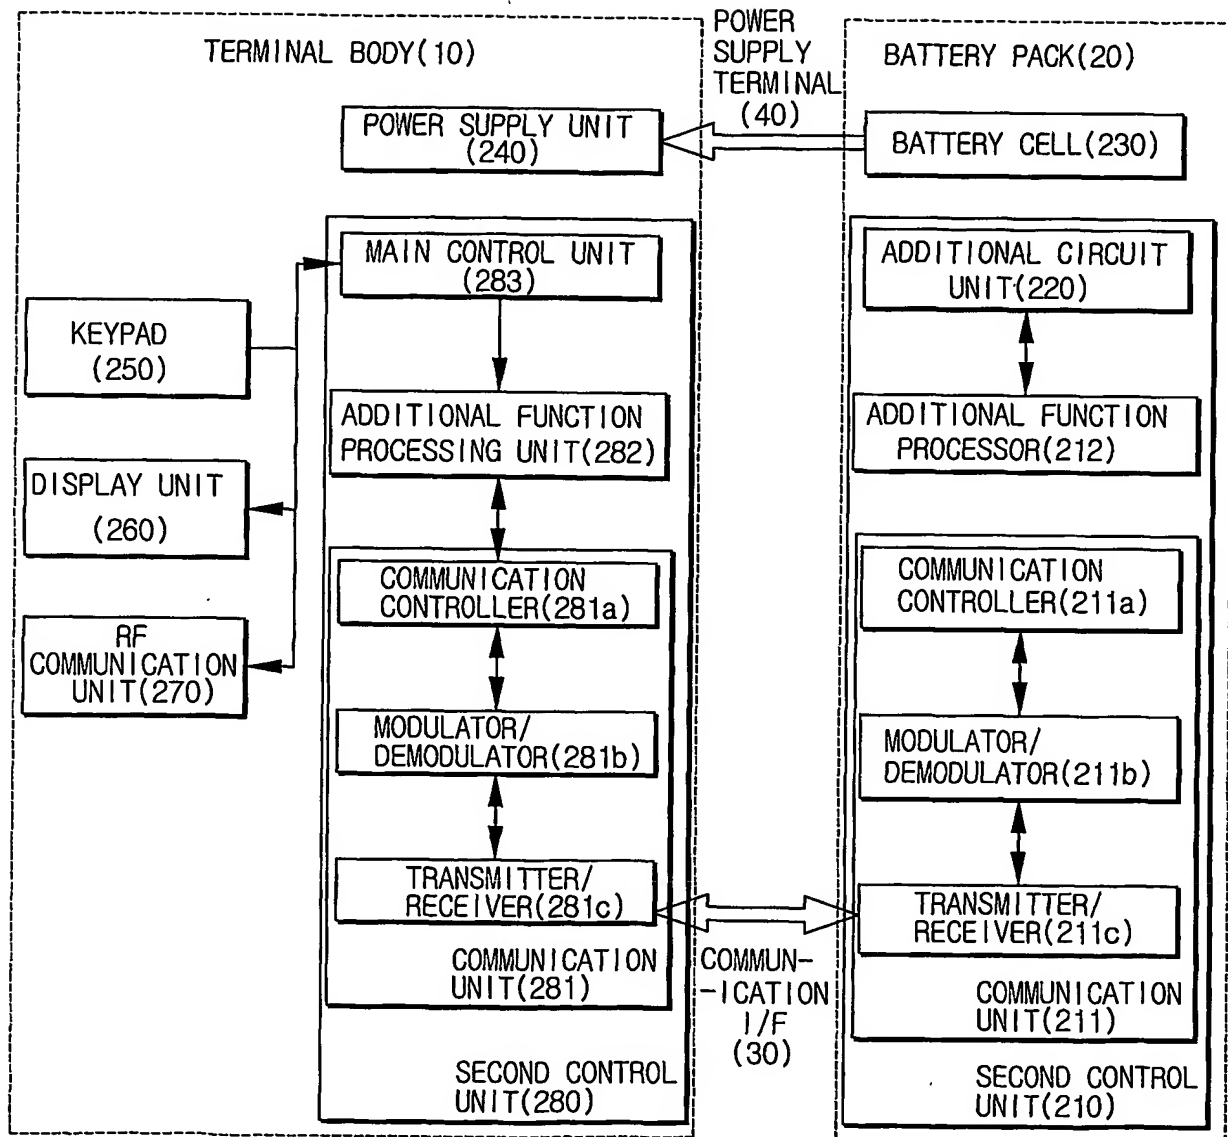 TERMINAL BODY(10)
POWER
SUPPLY
TERMINAL
(40)
BATTERY PACK(20)
POWER SUPPLY UNIT
(240)
BATTERY CELL(230)
MAIN CONTROL UNIT
(283)
ADDITIONAL CIRCUIT
UNIT(220)
KEYPAD
(250)
ADDITIONAL FUNCTION
PROCESSING UNIT(282)
ADDITIONAL FUNCTION
PROCESSOR(212)
DISPLAY UNIT
(260)
COMMUNICATION
CONTROLLER(281a)
COMMUNICATION
CONTROLLER(211a)
RF
COMMUNICATION
UNIT(270)
MODULATOR/
DEMODULATOR(281b)
MODULATOR/
DEMODULATOR(211b)
TRANSMITTER/
RECEIVER(281c)
TRANSMITTER/
RECEIVER(211c)
COMMUNICATION
UNIT(281)
COMMUN-
-ICATION
I/F
(30)
COMMUNICATION
UNIT(211)
SECOND CONTROL
UNIT(280)
SECOND CONTROL
UNIT(210)